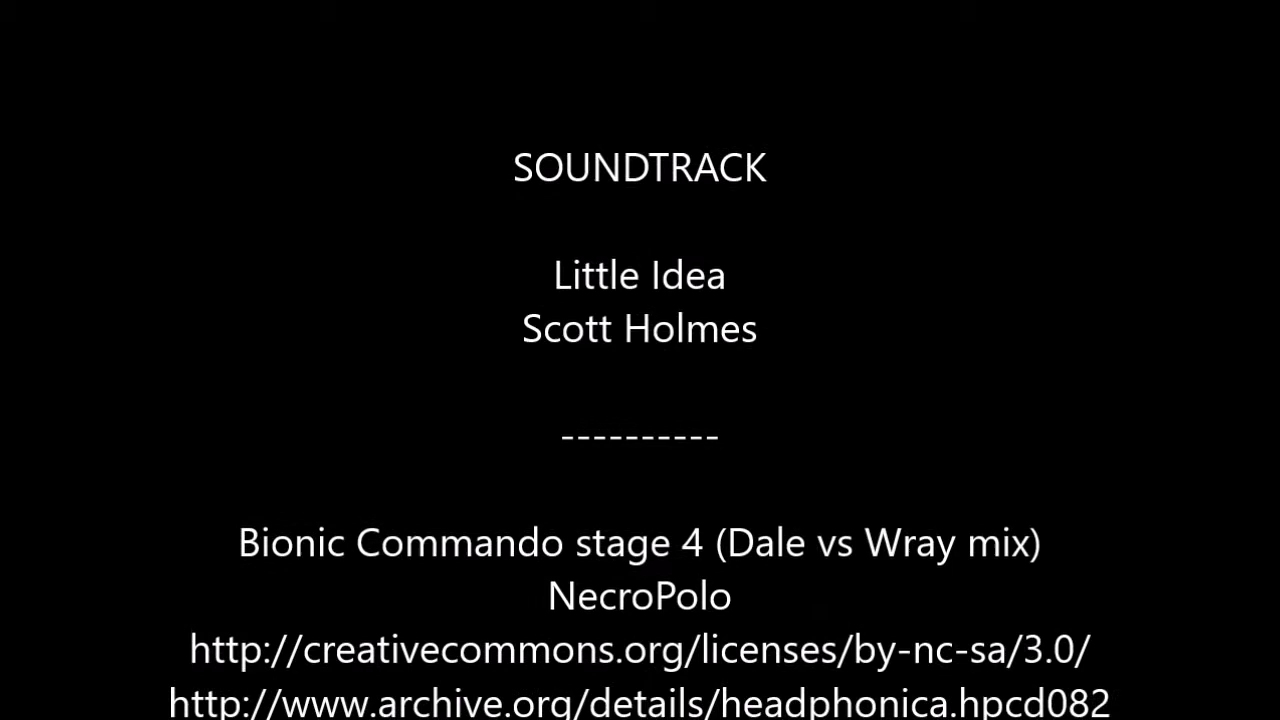 SOUNDTRACK
Little Idea
Scott Holmes
----------
Bionic Commando stage 4 (Dale vs Wray mix)
NecroPolo
http://creativecommons.org/licenses/by-nc-sa/3.0/
http://www.archive.org/details/headphonica.hpcd082